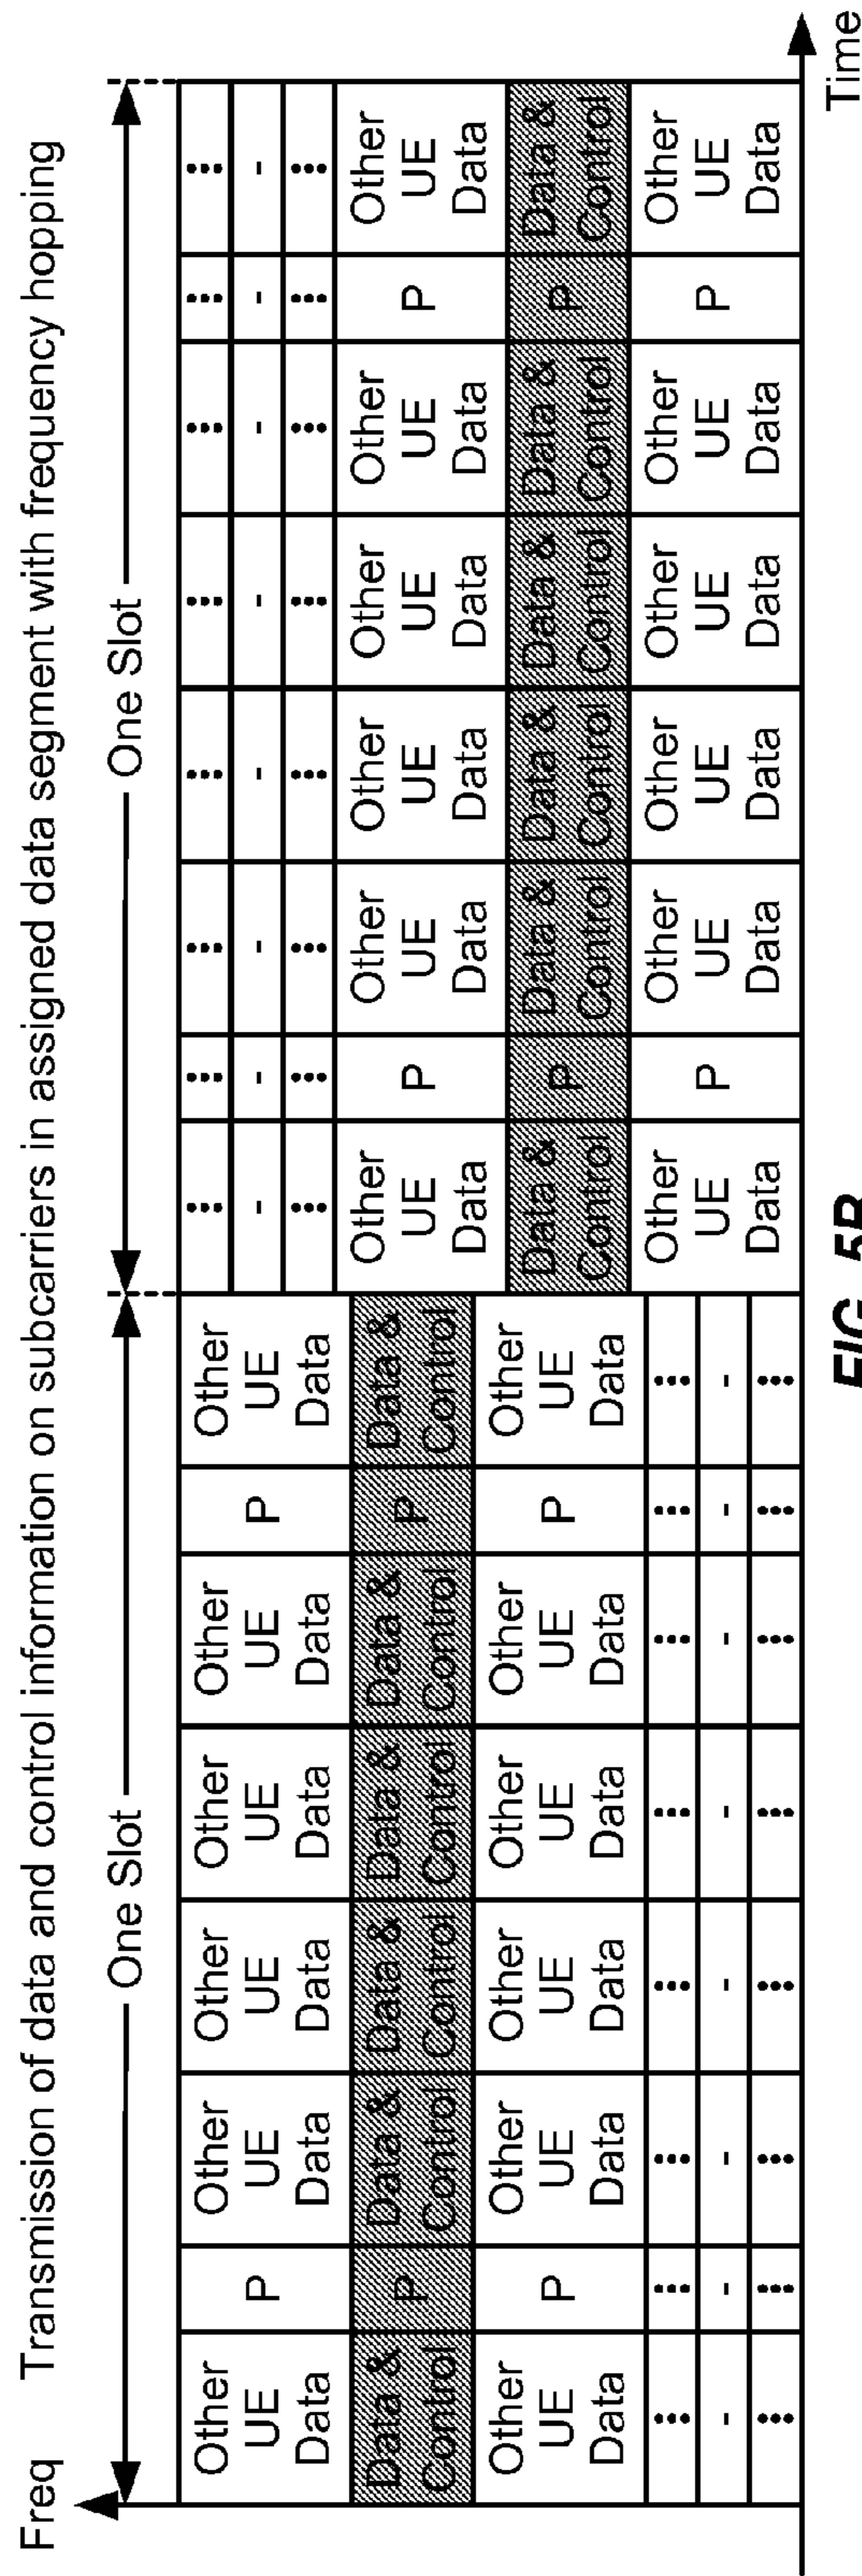 Freq Transmission of data and control information on subcarriers in assigned data segment with frequency hopping
One Slot One Slot
Other Other Other Other Other Other ... ... ... ... ... ... ... ...
UE P UE UE UE UE P UE - - - - - - - -
Data Data Data Data Data Data ... ... ... ... ... ... ... ...
Data & Data & Data & Data & Data & Data & Other Other Other Other Other Other
P P UE P UE UE UE UE P UE
Control Control Control Control Control Control Data Data Data Data Data Data
Other Other Other Other Other Other Data & Data & Data & Data & Data & Data &
UE P UE UE UE UE P UE P P
Data Data Data Data Data Data Control Control Control Control Control Control
... ... ... ... ... ... ... ... Other Other Other Other Other Other
- - - - - - - - UE P UE UE UE UE P UE
... ... ... ... ... ... ... ... Data Data Data Data Data Data
Time
FIG. 5B